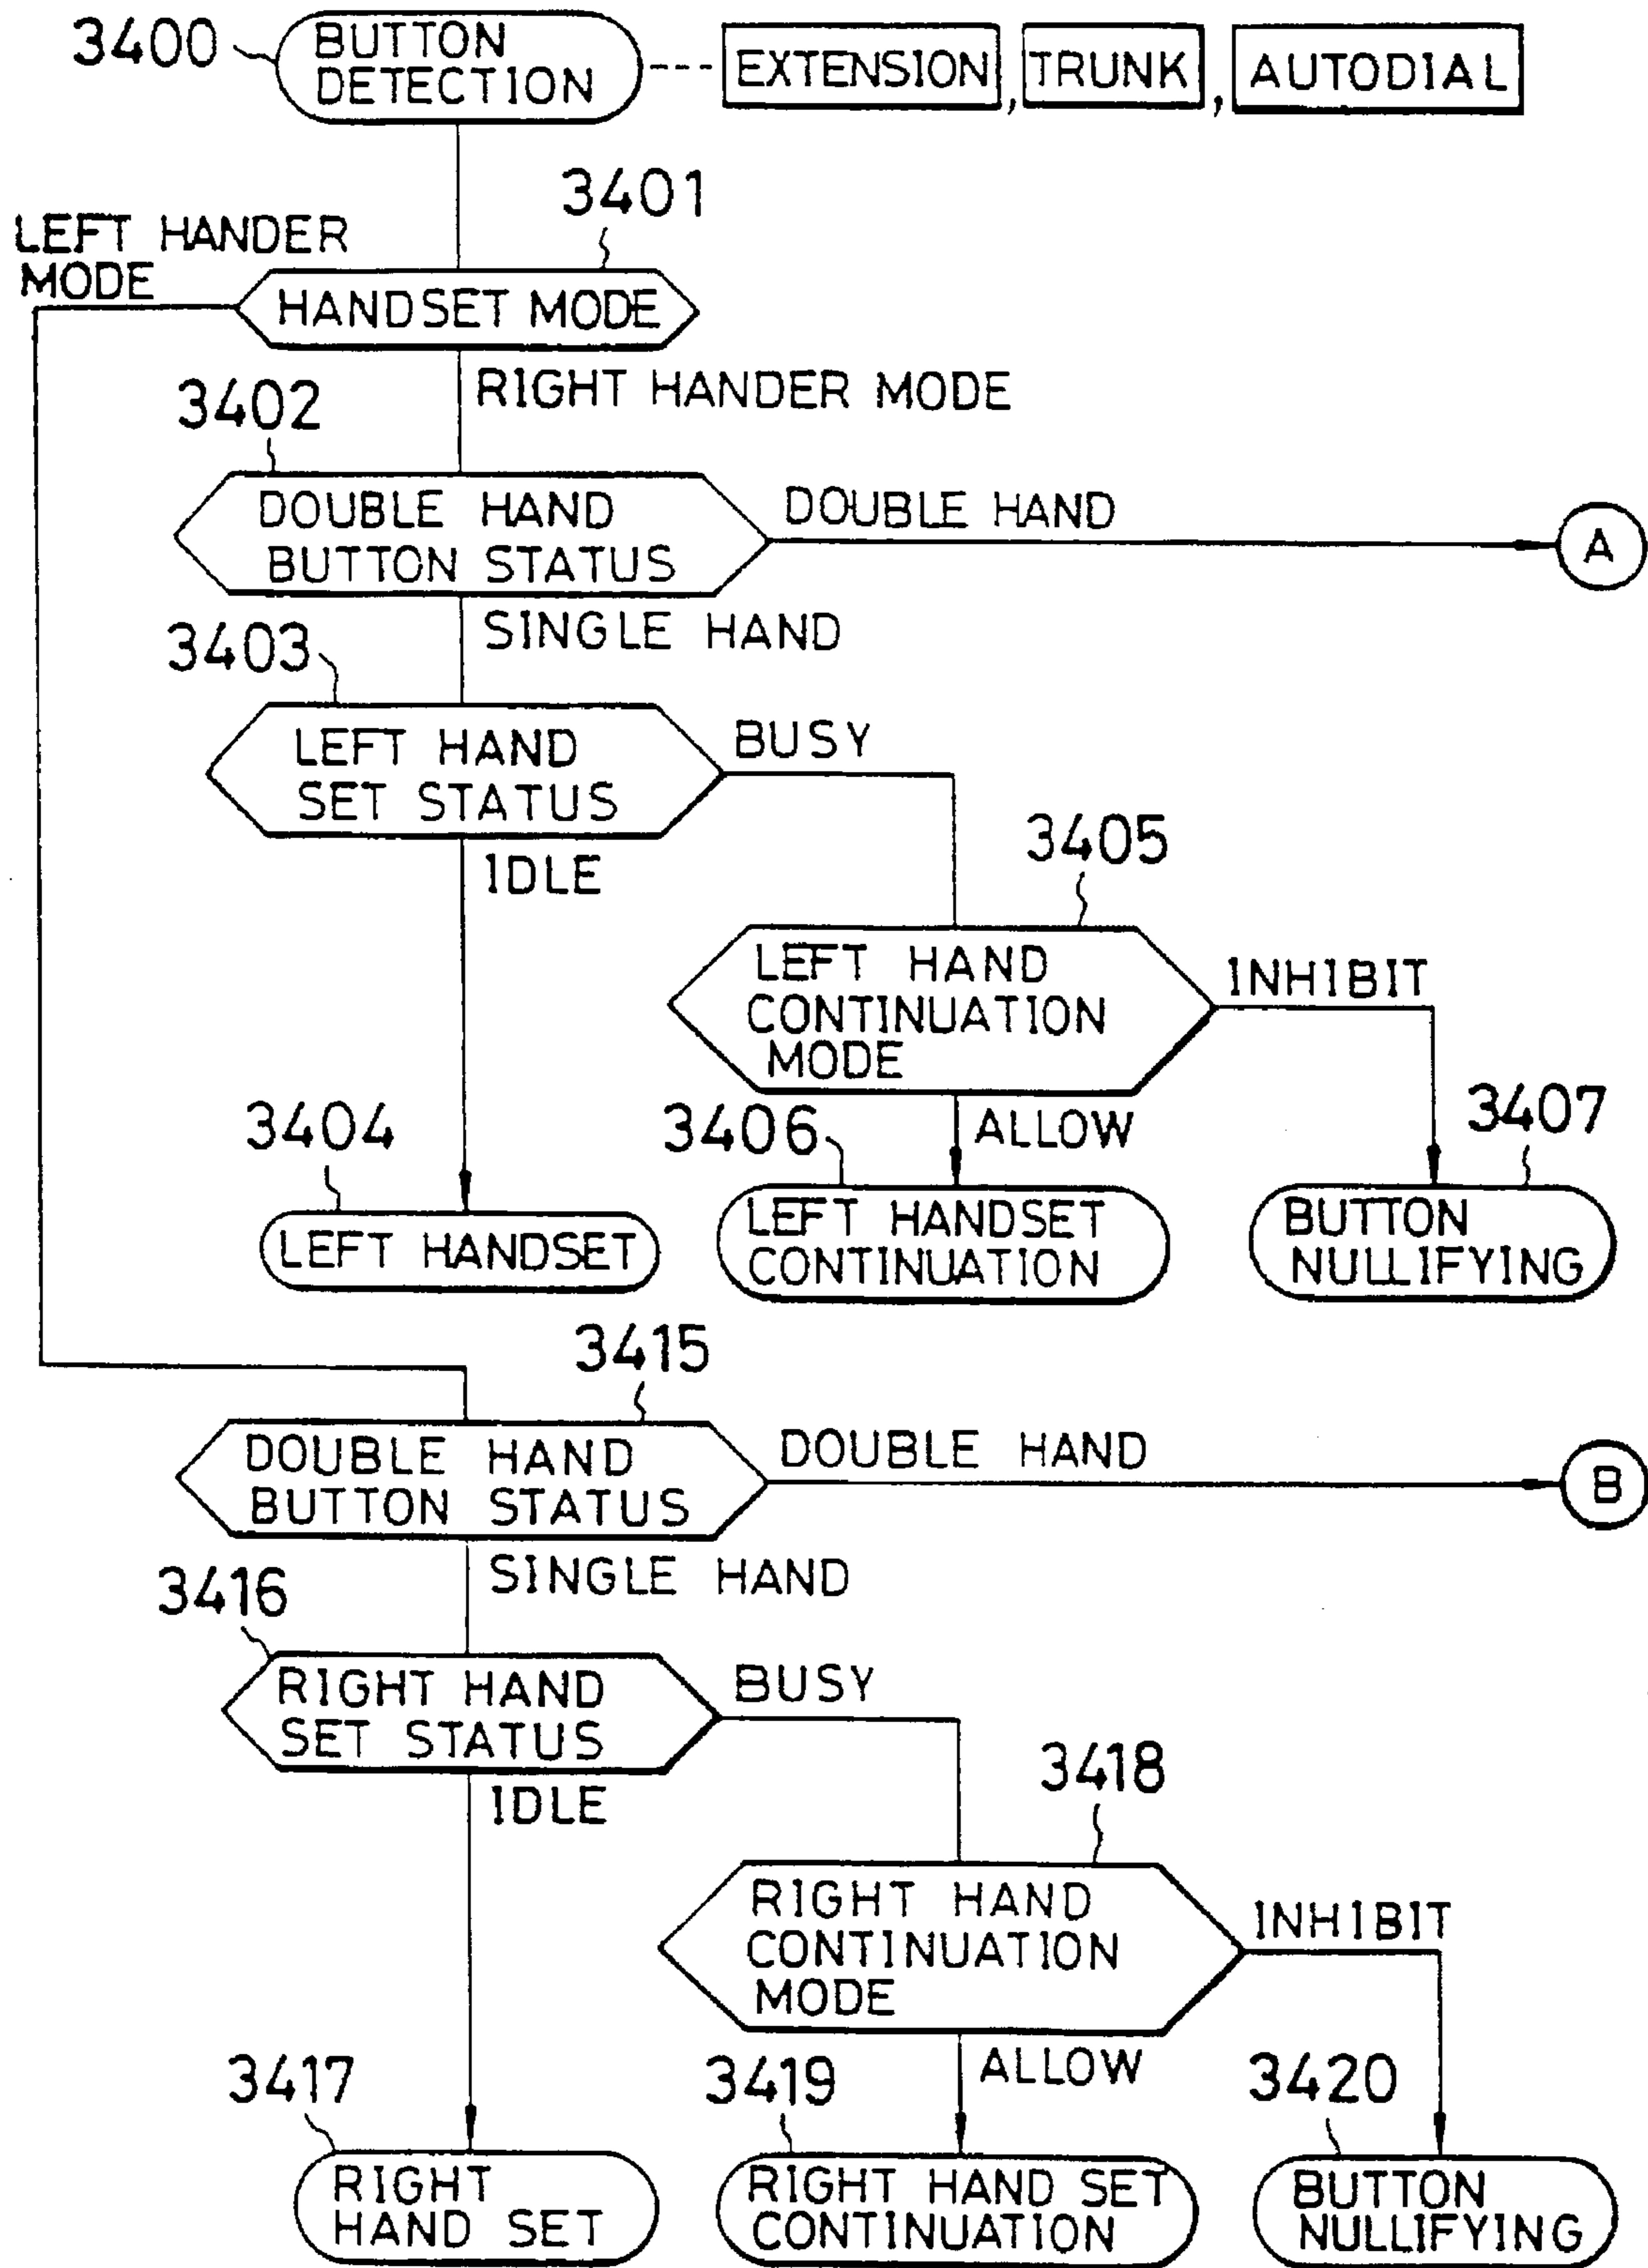 3400
BUTTON
DETECTION
EXTENSION, TRUNK, AUTODIAL
3401
LEFT HANDER
MODE
HANDSET MODE
RIGHT HANDER MODE
3402
DOUBLE HAND
BUTTON STATUS
DOUBLE HAND
A
SINGLE HAND
3403
LEFT HAND
SET STATUS
BUSY
IDLE
3405
LEFT HAND
CONTINUATION
MODE
INHIBIT
3404
3406
ALLOW
3407
LEFT HANDSET
LEFT HANDSET
CONTINUATION
BUTTON
NULLIFYING
3415
DOUBLE HAND
BUTTON STATUS
DOUBLE HAND
B
SINGLE HAND
3416
RIGHT HAND
SET STATUS
BUSY
IDLE
3418
RIGHT HAND
CONTINUATION
MODE
INHIBIT
3417
3419
ALLOW
3420
RIGHT
HAND SET
RIGHT HAND SET
CONTINUATION
BUTTON
NULLIFYING